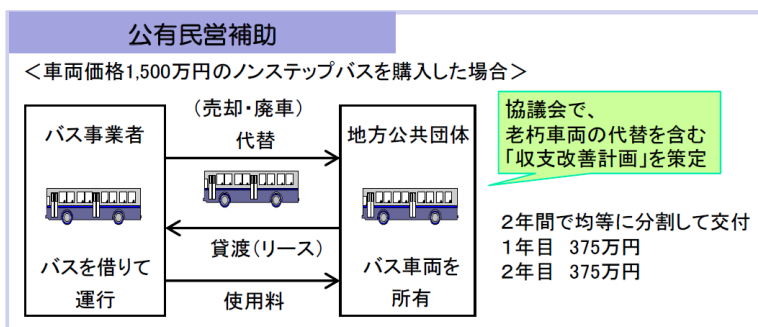 公有民営補助
＜車両価格1,500万円のノンステップバスを購入した場合＞
バス事業者
バスを借りて
運行
（売却・廃車）
代替
貸渡（リース）
使用料
地方公共団体
バス車両を
所有
協議会で、
老朽車両の代替を含む
「収支改善計画」を策定
２年間で均等に分割して交付
１年目　375万円
２年目　375万円